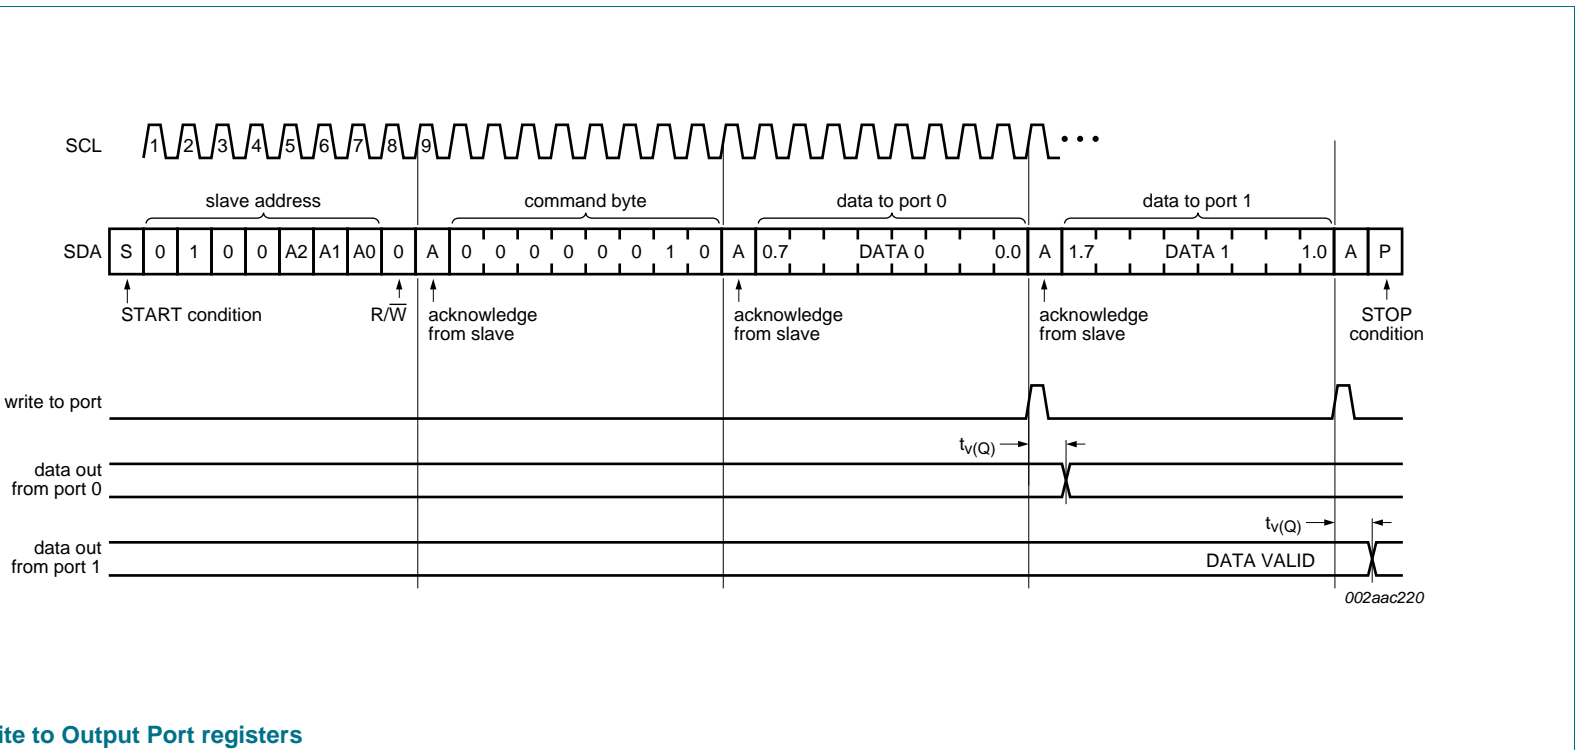 SCL 1 2 3 4 5 6 7 8 9 • • •
slave address command byte data to port 0 data to port 1
SDA S 0 1 0 0 A2 A1 A0 0 A 0 0 0 0 0 0 1 0 A 0.7 DATA 0 0.0 A 1.7 DATA 1 1.0 A P
START condition R/W̅ acknowledge from slave acknowledge from slave acknowledge from slave STOP condition
write to port
tv(Q)
data out
from port 0
tv(Q)
data out
from port 1 DATA VALID
002aac220
ite to Output Port registers